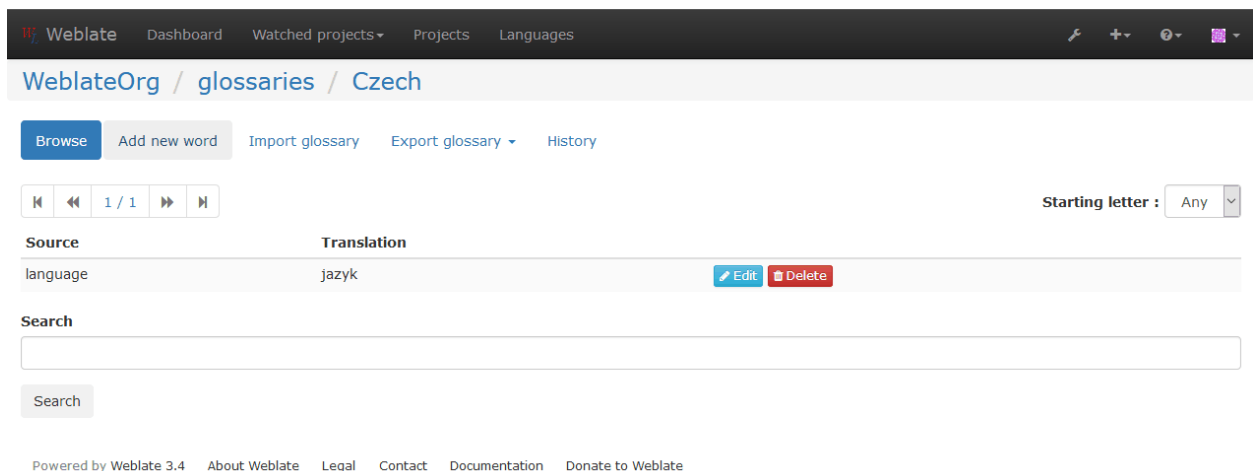 Weblate Dashboard Watched projects Projects Languages
WeblateOrg / glossaries / Czech
Browse Add new word Import glossary Export glossary History
1 / 1 Starting letter : Any
Source Translation
language jazyk Edit Delete
Search
Search
Powered by Weblate 3.4 About Weblate Legal Contact Documentation Donate to Weblate